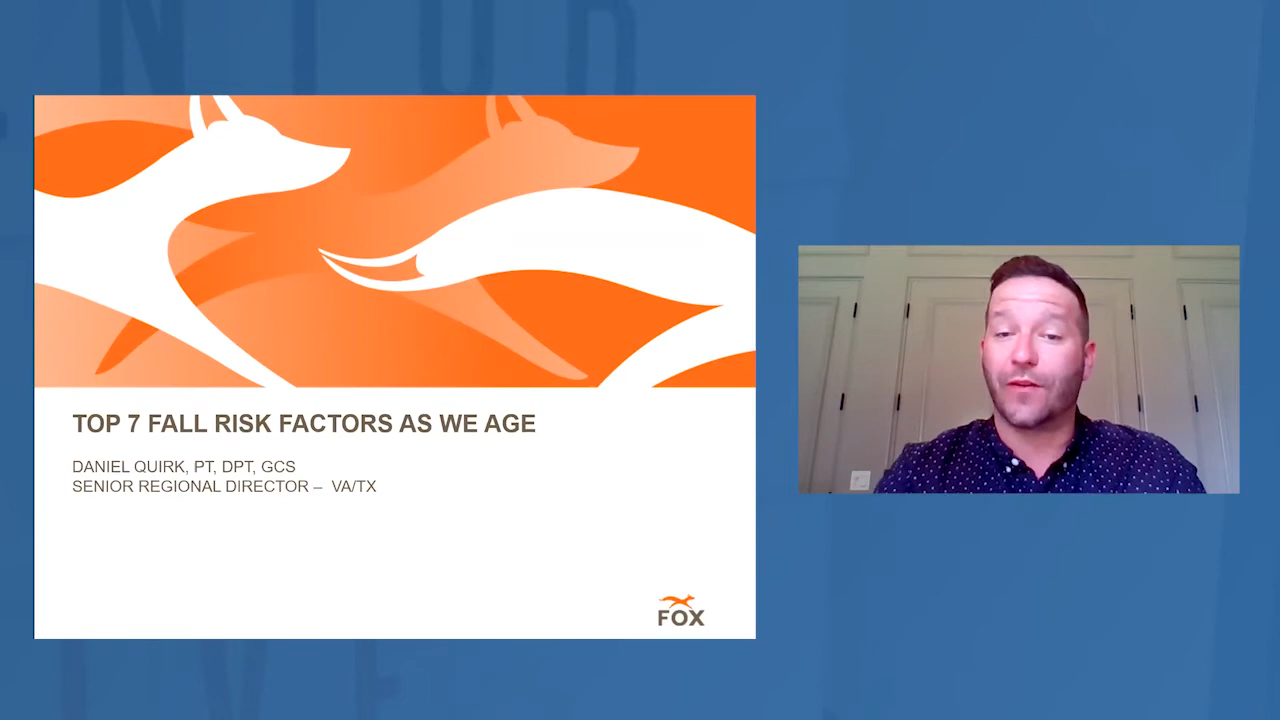 TOP 7 FALL RISK FACTORS AS WE AGE
DANIEL QUIRK, PT, DPT, GCS
SENIOR REGIONAL DIRECTOR – VA/TX
FOX